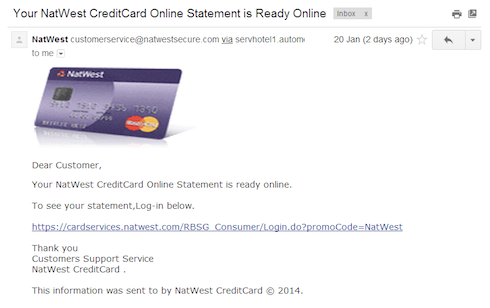 Your NatWest CreditCard Online Statement is Ready Online Inbox x
NatWest customerservice@natwestsecure.com via servhotel1.automo 20 Jan (2 days ago)
to me
NatWest
MasterCard
Dear Customer,
Your NatWest CreditCard Online Statement is ready online.
To see your statement,Log-in below.
https://cardservices.natwest.com/RBSG_Consumer/Login.do?promoCode=NatWest
Thank you
Customers Support Service
NatWest CreditCard .
This information was sent to by NatWest CreditCard © 2014.